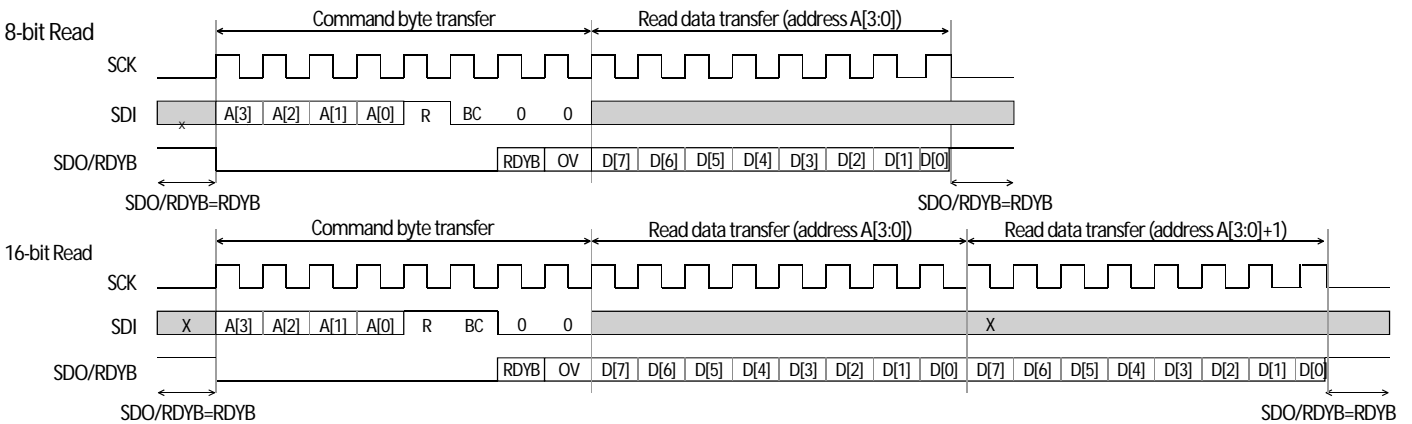 Command byte transfer Read data transfer (address A[3:0])
8-bit Read
SCK
SDI x A[3] A[2] A[1] A[0] R BC 0 0
SDO/RDYB RDYB OV D[7] D[6] D[5] D[4] D[3] D[2] D[1] D[0]
SDO/RDYB=RDYB SDO/RDYB=RDYB
Command byte transfer Read data transfer (address A[3:0]) Read data transfer (address A[3:0]+1)
16-bit Read
SCK
SDI X A[3] A[2] A[1] A[0] R BC 0 0 X
SDO/RDYB RDYB OV D[7] D[6] D[5] D[4] D[3] D[2] D[1] D[0] D[7] D[6] D[5] D[4] D[3] D[2] D[1] D[0]
SDO/RDYB=RDYB SDO/RDYB=RDYB